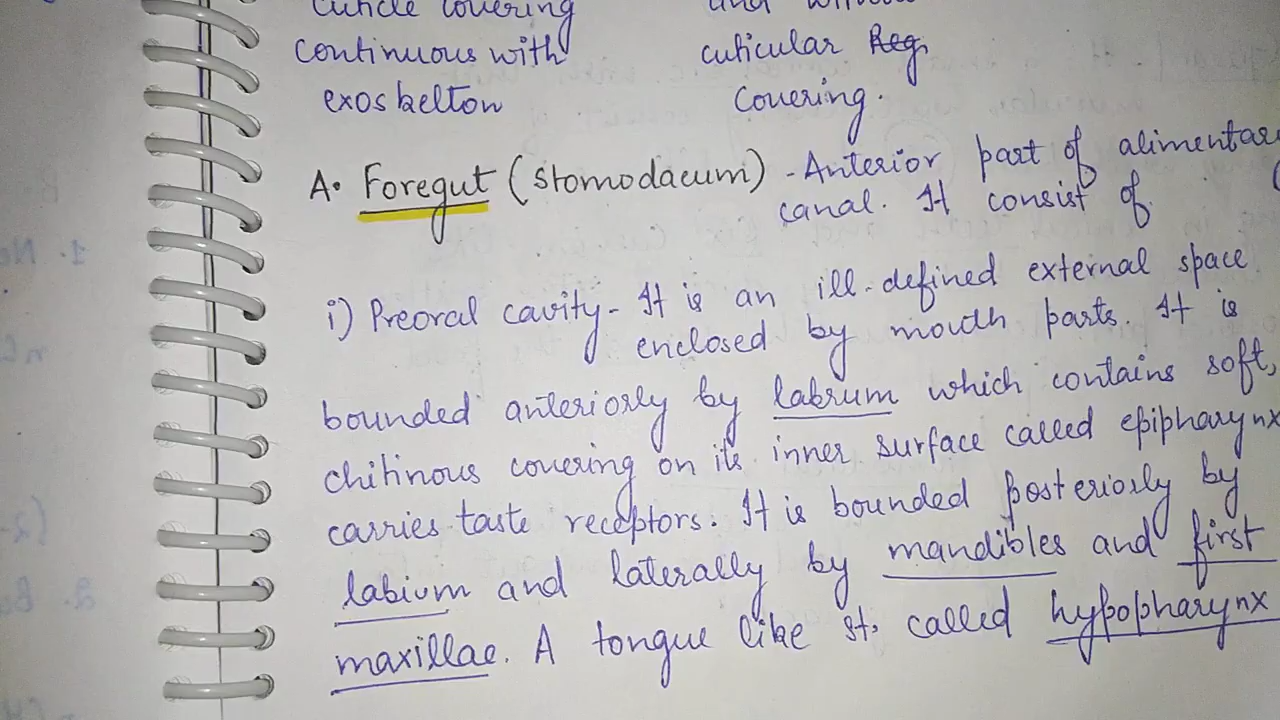 cuticle covering
continuous with
exoskelton
cuticular Reg
covering.
A. Foregut (stomodaeum) - Anterior part of alimentar
canal. It consist of
i) Preoral cavity- It is an ill-defined external space
enclosed by mouth parts. It is
bounded anteriorly by labrum which contains soft,
chitinous covering on its inner surface called epipharynx
carries taste receptors. It is bounded posteriorly by
labium and laterally by mandibles and first
maxillae. A tongue like st. called hypopharynx